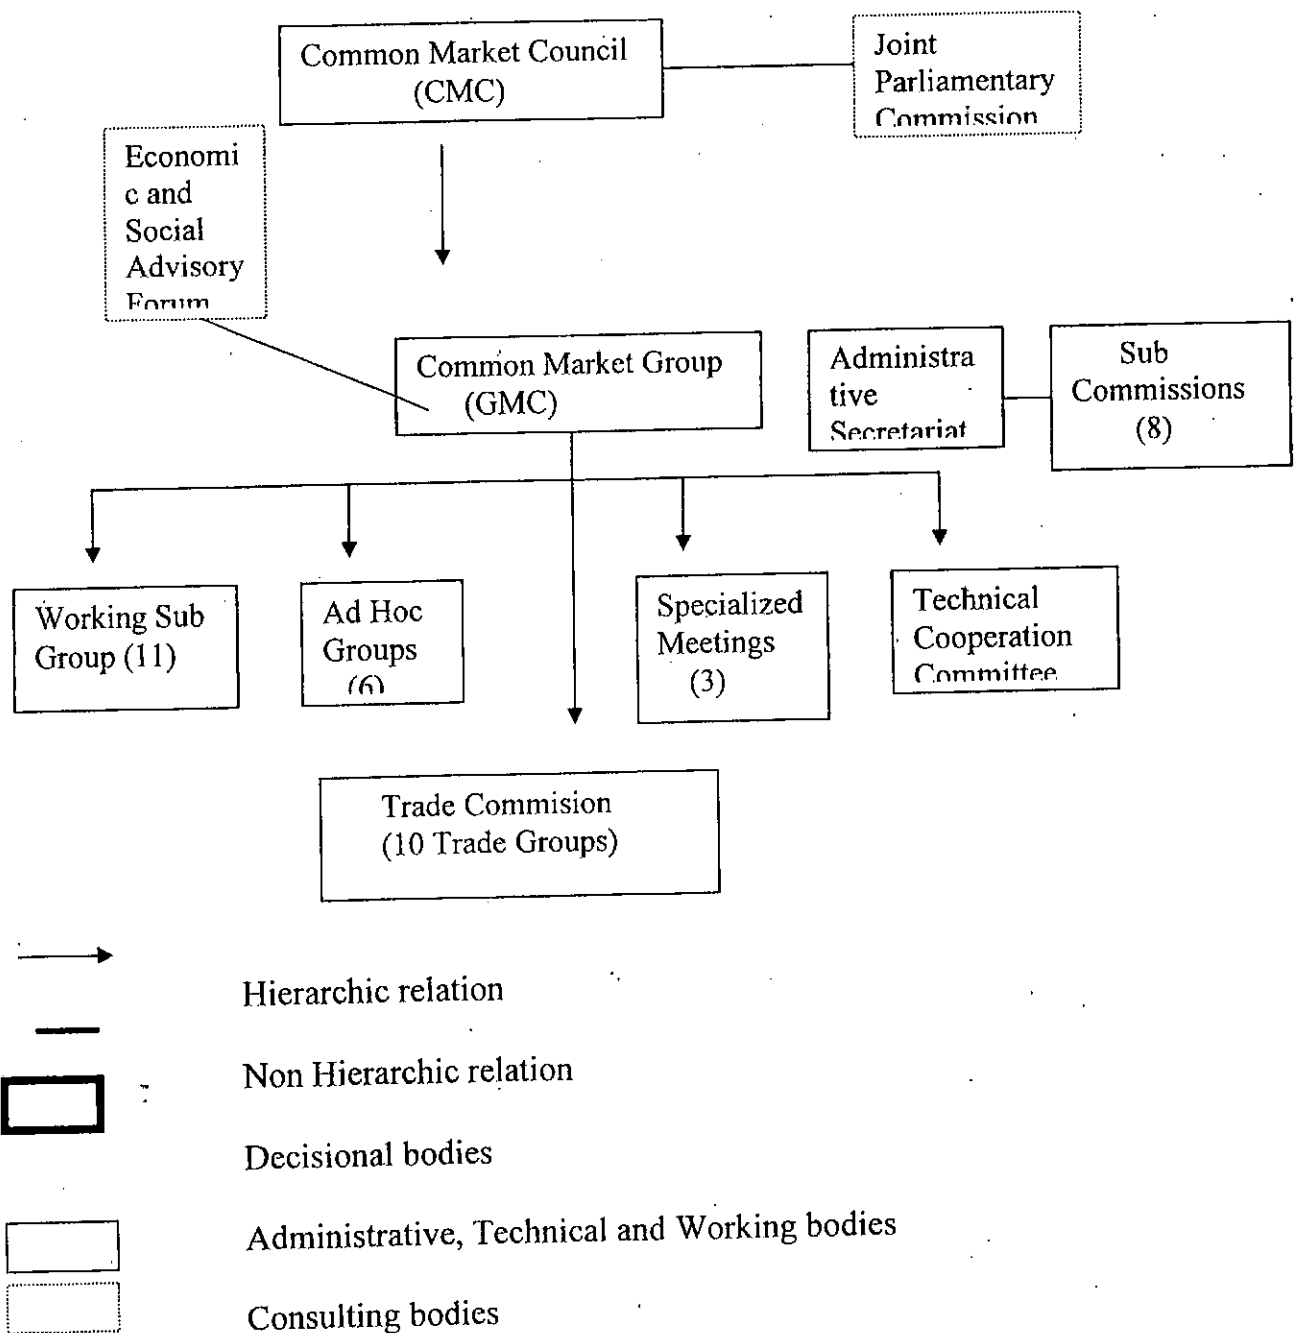 Common Market Council
(CMC)
Joint
Parliamentary
Commission
Economi
c and
Social
Advisory
Forum
Common Market Group
(GMC)
Administra
tive
Secretariat
Sub
Commissions
(8)
Working Sub
Group (11)
Ad Hoc
Groups
(6)
Specialized
Meetings
(3)
Technical
Cooperation
Committee
Trade Commision
(10 Trade Groups)
Hierarchic relation
Non Hierarchic relation
Decisional bodies
Administrative, Technical and Working bodies
Consulting bodies